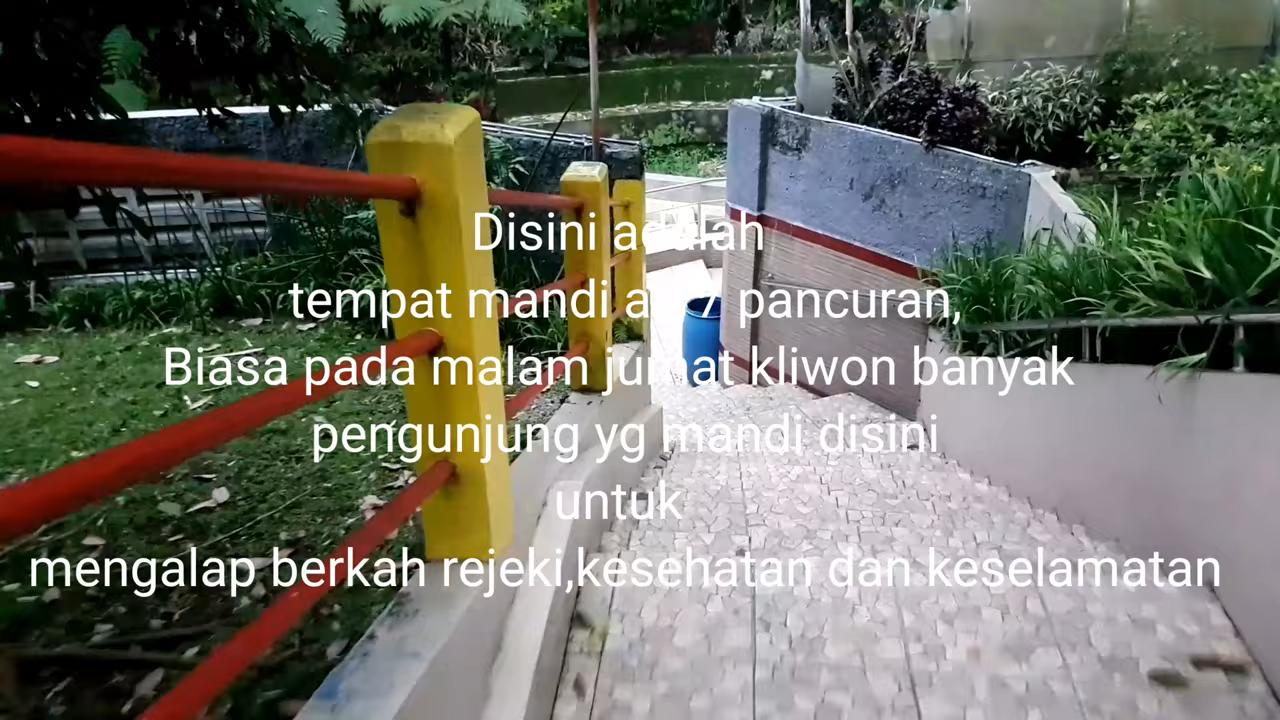 Disini adalah
tempat mandi air 7 pancuran,
Biasa pada malam jumat kliwon banyak
pengunjung yg mandi disini
untuk
mengalap berkah rejeki,kesehatan dan keselamatan